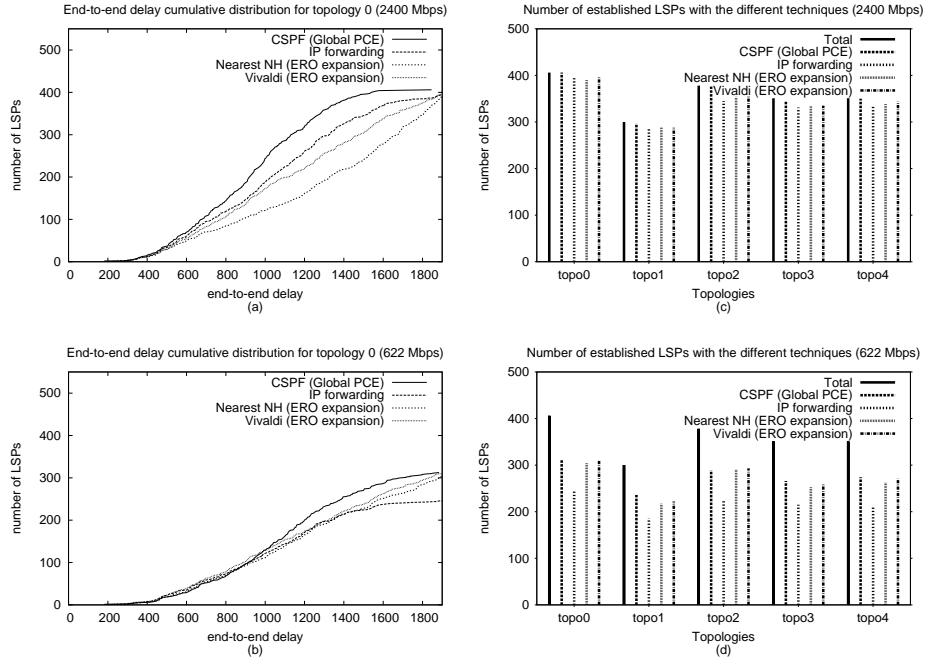 End-to-end delay cumulative distribution for topology 0 (2400 Mbps)
number of LSPs
500
400
300
200
100
0
CSPF (Global PCE)
IP forwarding
Nearest NH (ERO expansion)
Vivaldi (ERO expansion)
0 200 400 600 800 1000 1200 1400 1600 1800
end-to-end delay
(a)
Number of established LSPs with the different techniques (2400 Mbps)
number of LSPs
500
400
300
200
100
0
Total
CSPF (Global PCE)
IP forwarding
Nearest NH (ERO expansion)
Vivaldi (ERO expansion)
topo0 topo1 topo2 topo3 topo4
Topologies
(c)
End-to-end delay cumulative distribution for topology 0 (622 Mbps)
number of LSPs
500
400
300
200
100
0
CSPF (Global PCE)
IP forwarding
Nearest NH (ERO expansion)
Vivaldi (ERO expansion)
0 200 400 600 800 1000 1200 1400 1600 1800
end-to-end delay
(b)
Number of established LSPs with the different techniques (622 Mbps)
number of LSPs
500
400
300
200
100
0
Total
CSPF (Global PCE)
IP forwarding
Nearest NH (ERO expansion)
Vivaldi (ERO expansion)
topo0 topo1 topo2 topo3 topo4
Topologies
(d)